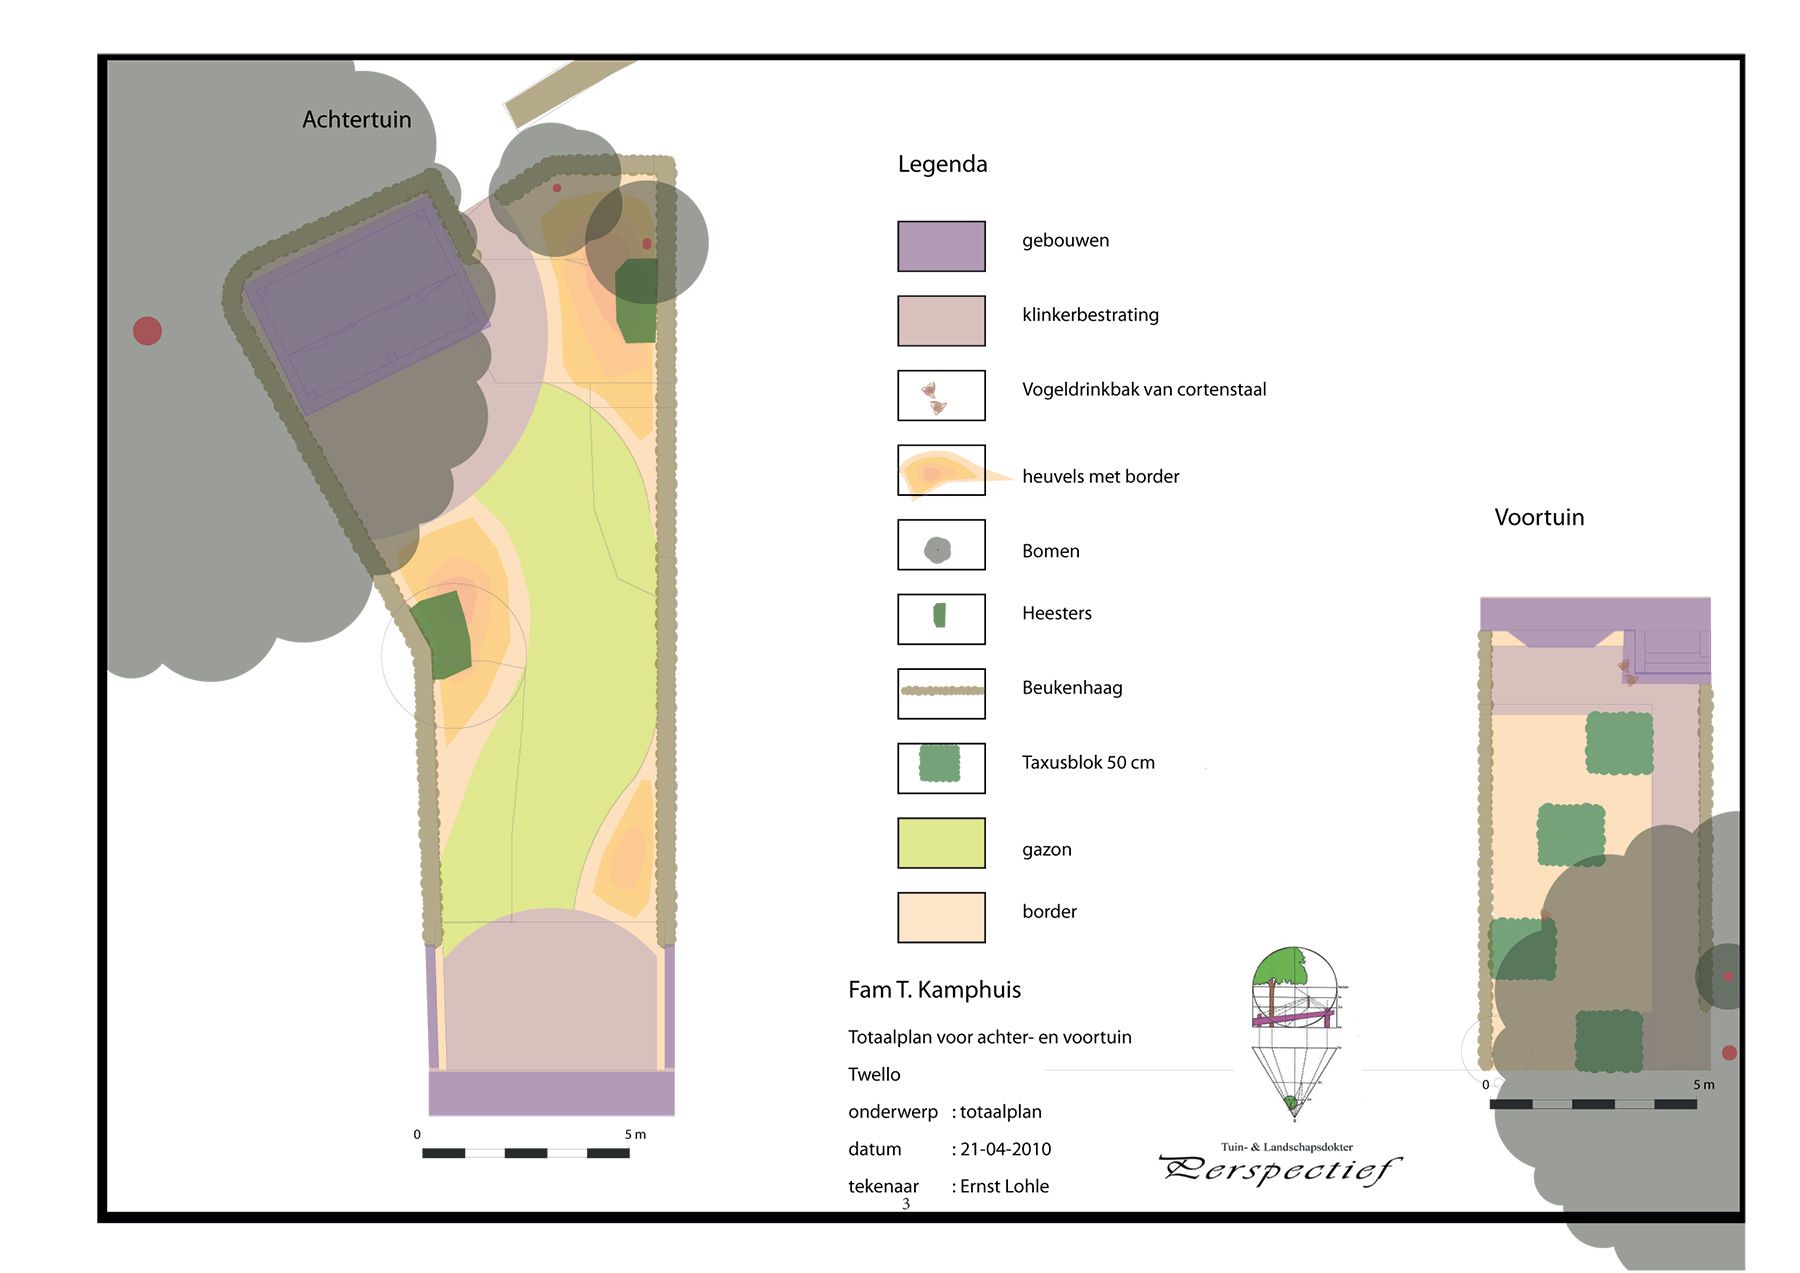 Achtertuin
Legenda
gebouwen
klinkerbestrating
Vogeldrinkbak van cortenstaal
heuvels met border
Bomen
Heesters
Beukenhaag
Taxusblok 50 cm
gazon
border
Voortuin
0 5 m
Fam T. Kamphuis
Totaalplan voor achter- en voortuin
Twello
onderwerp : totaalplan
datum : 21-04-2010
tekenaar : Ernst Lohle
3
Tuin- & Landschapsdokter
Perspectief
0 5 m